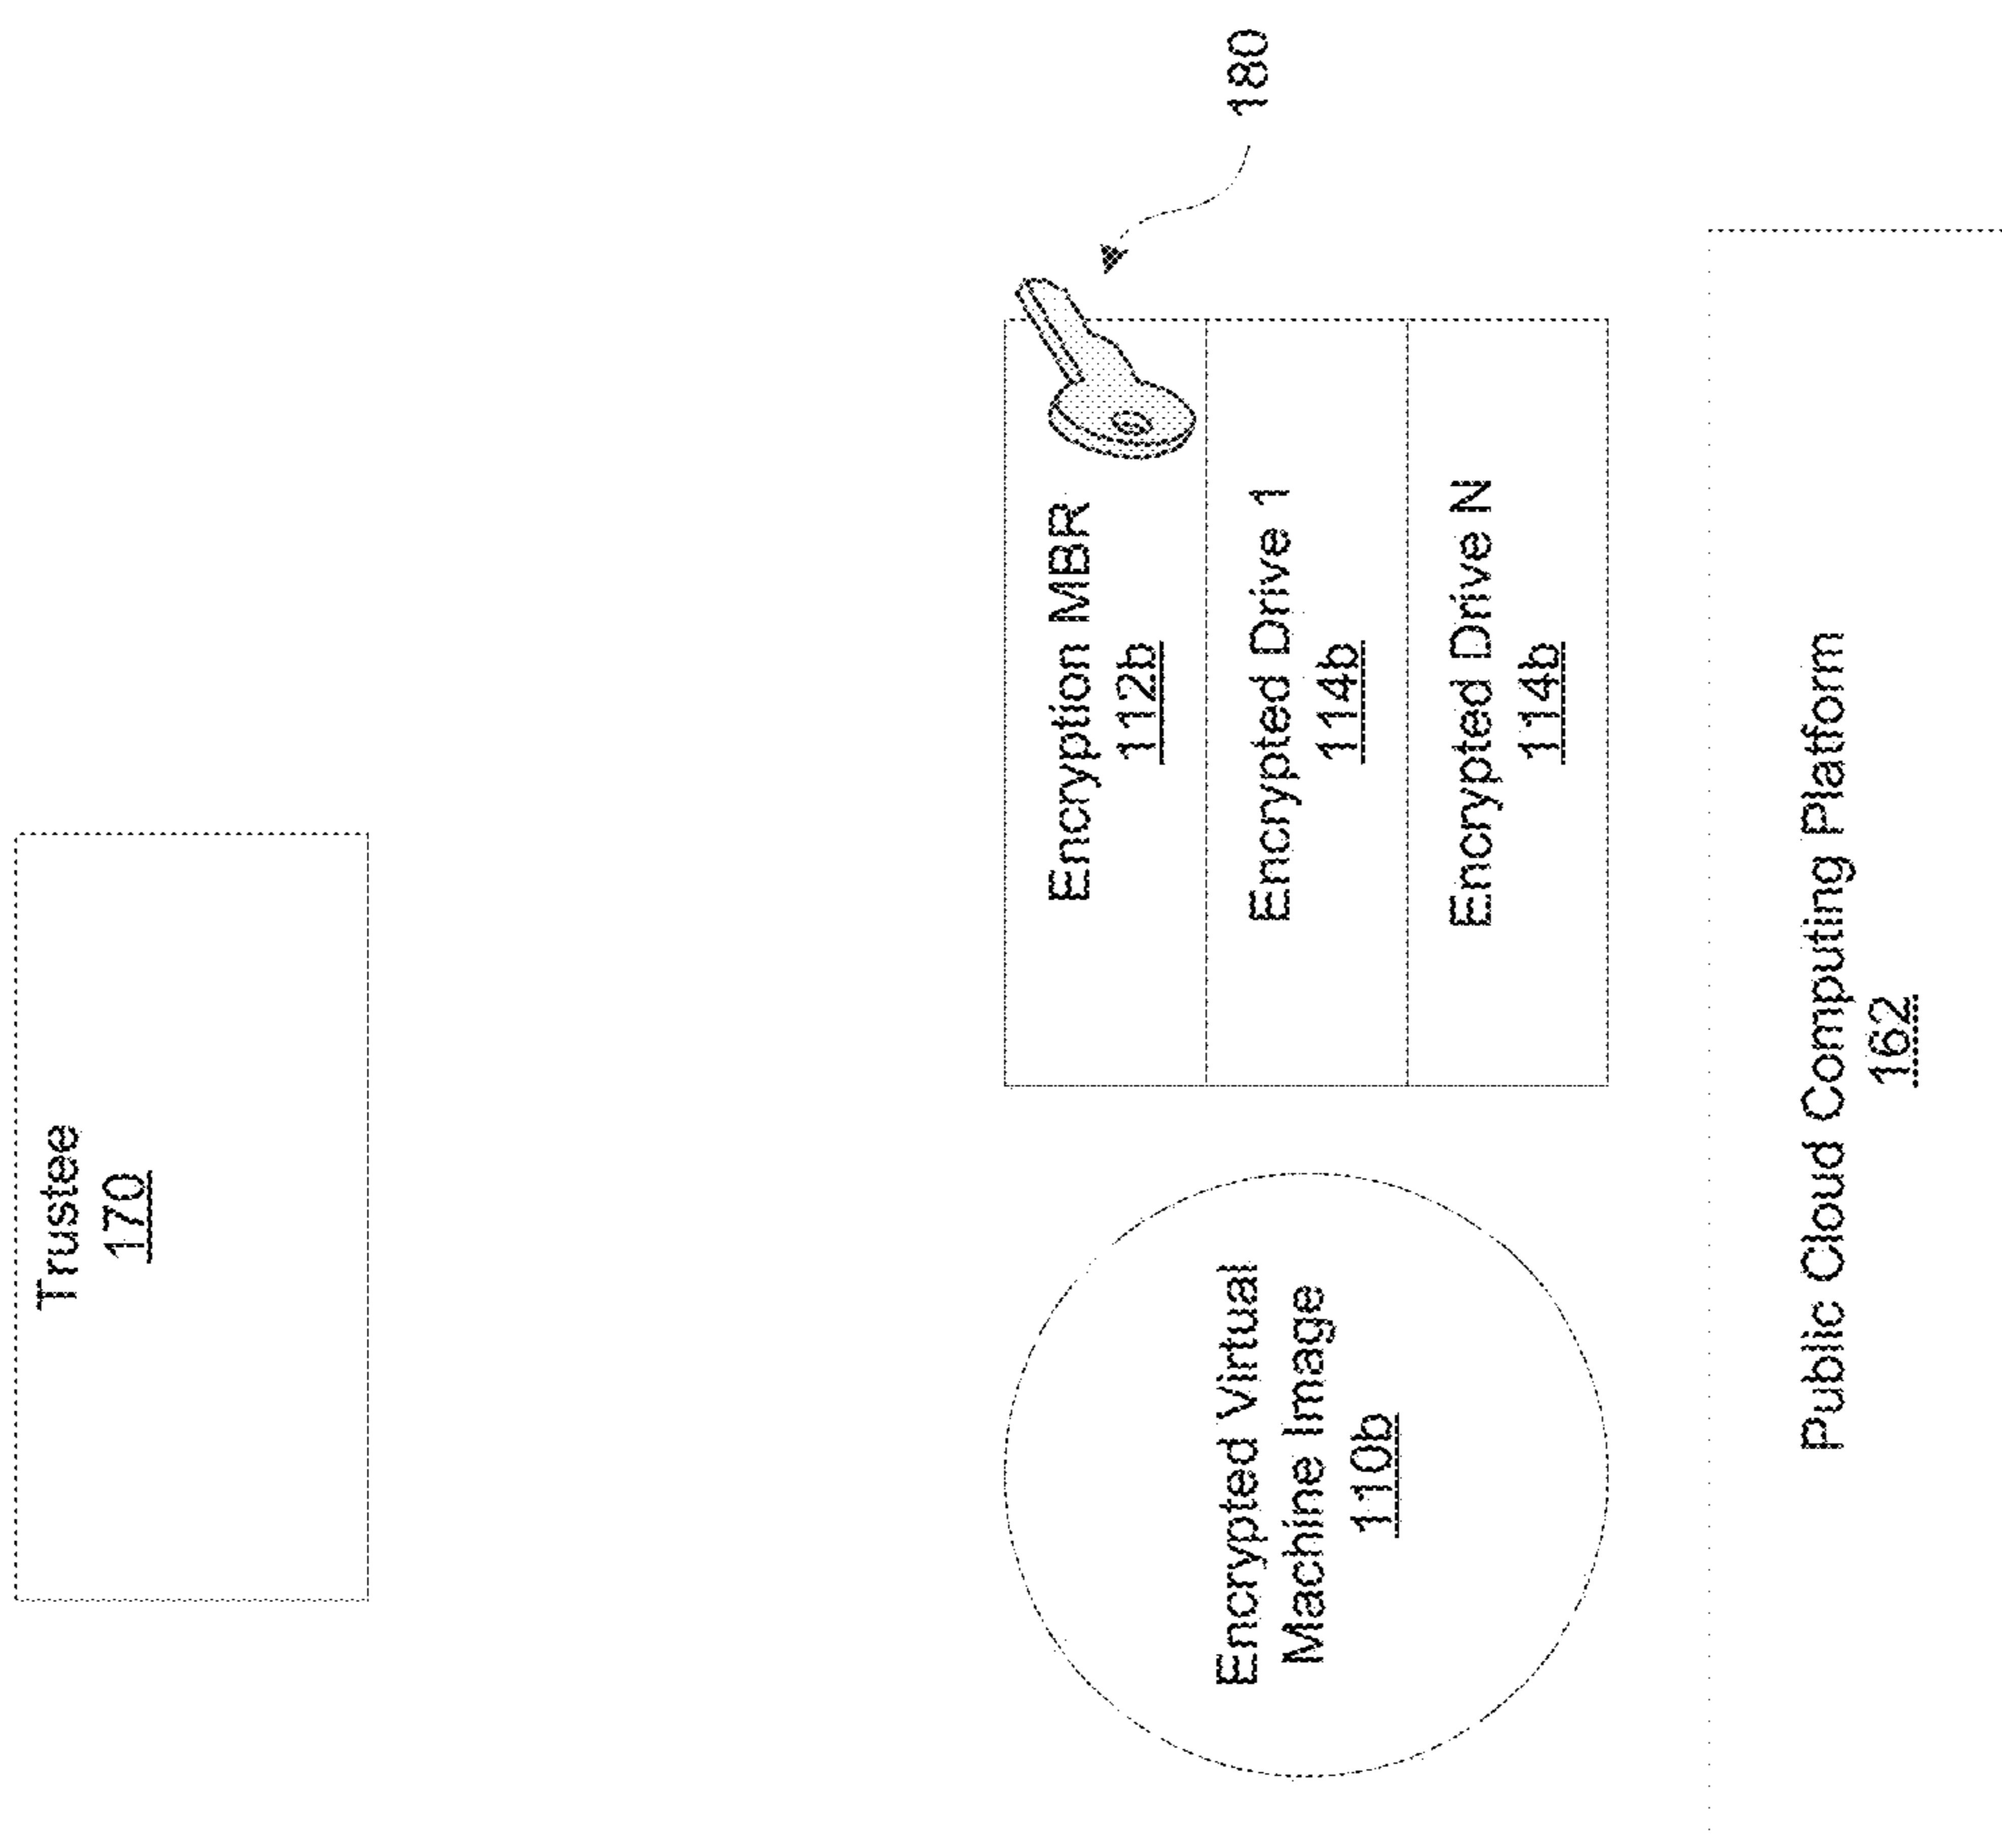 Trustee
170
180
Encrypted Virtual
Machine Image
110b
Encryption MBR
112b
Encrypted Drive 1
114b
Encrypted Drive N
114b
Public Cloud Computing Platform
162